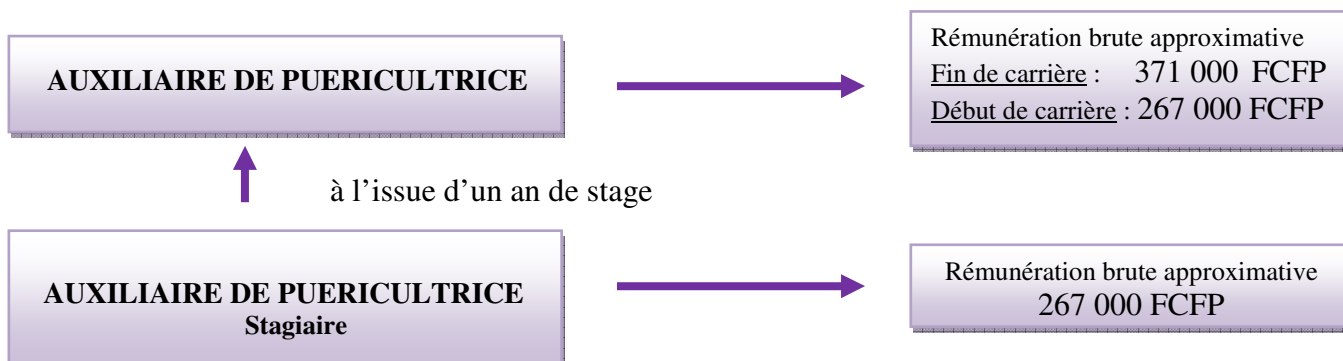 AUXILIAIRE DE PUERICULTRICE
Rémunération brute approximative
Fin de carrière : 371 000 FCFP
Début de carrière : 267 000 FCFP
à l’issue d’un an de stage
AUXILIAIRE DE PUERICULTRICE
Stagiaire
Rémunération brute approximative
267 000 FCFP